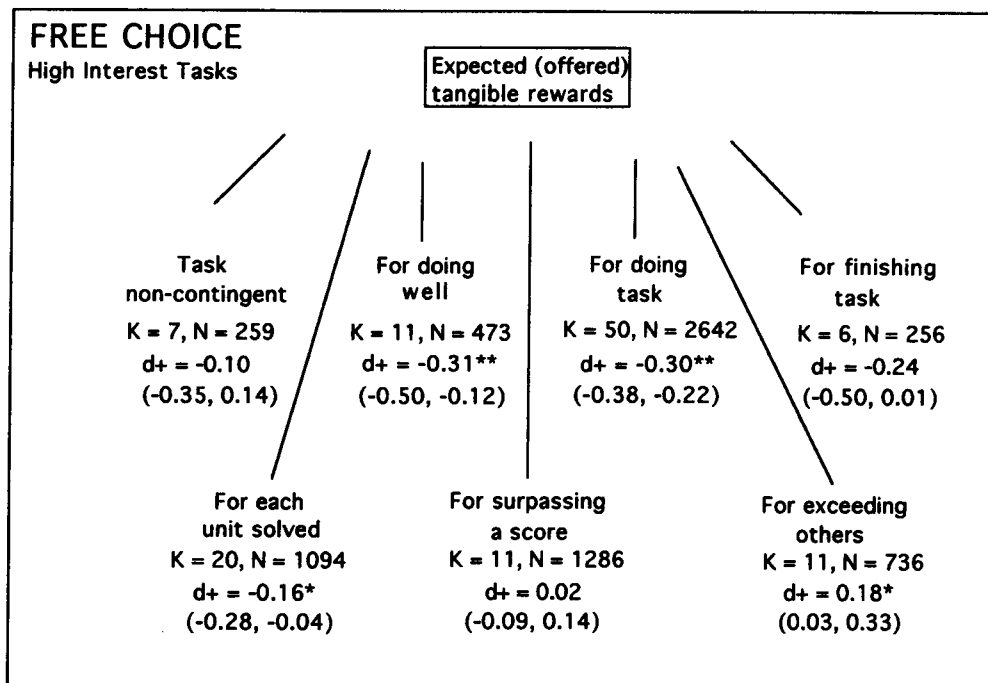 FREE CHOICE
High Interest Tasks
Expected (offered)
tangible rewards
Task
non-contingent
K = 7, N = 259
d+ = -0.10
(-0.35, 0.14)
For doing
well
K = 11, N = 473
d+ = -0.31**
(-0.50, -0.12)
For doing
task
K = 50, N = 2642
d+ = -0.30**
(-0.38, -0.22)
For finishing
task
K = 6, N = 256
d+ = -0.24
(-0.50, 0.01)
For each
unit solved
K = 20, N = 1094
d+ = -0.16*
(-0.28, -0.04)
For surpassing
a score
K = 11, N = 1286
d+ = 0.02
(-0.09, 0.14)
For exceeding
others
K = 11, N = 736
d+ = 0.18*
(0.03, 0.33)